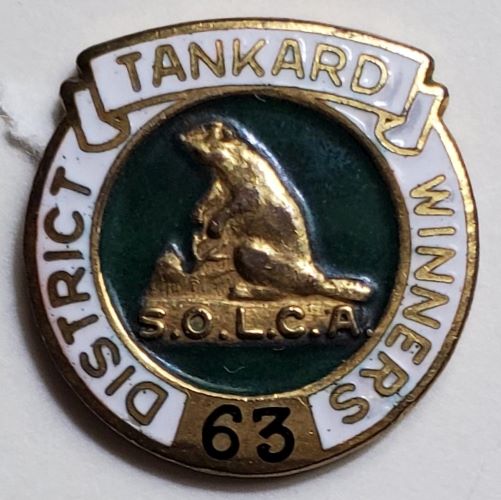 TANKARD
DISTRICT WINNERS
S.O.L.C.A.
63